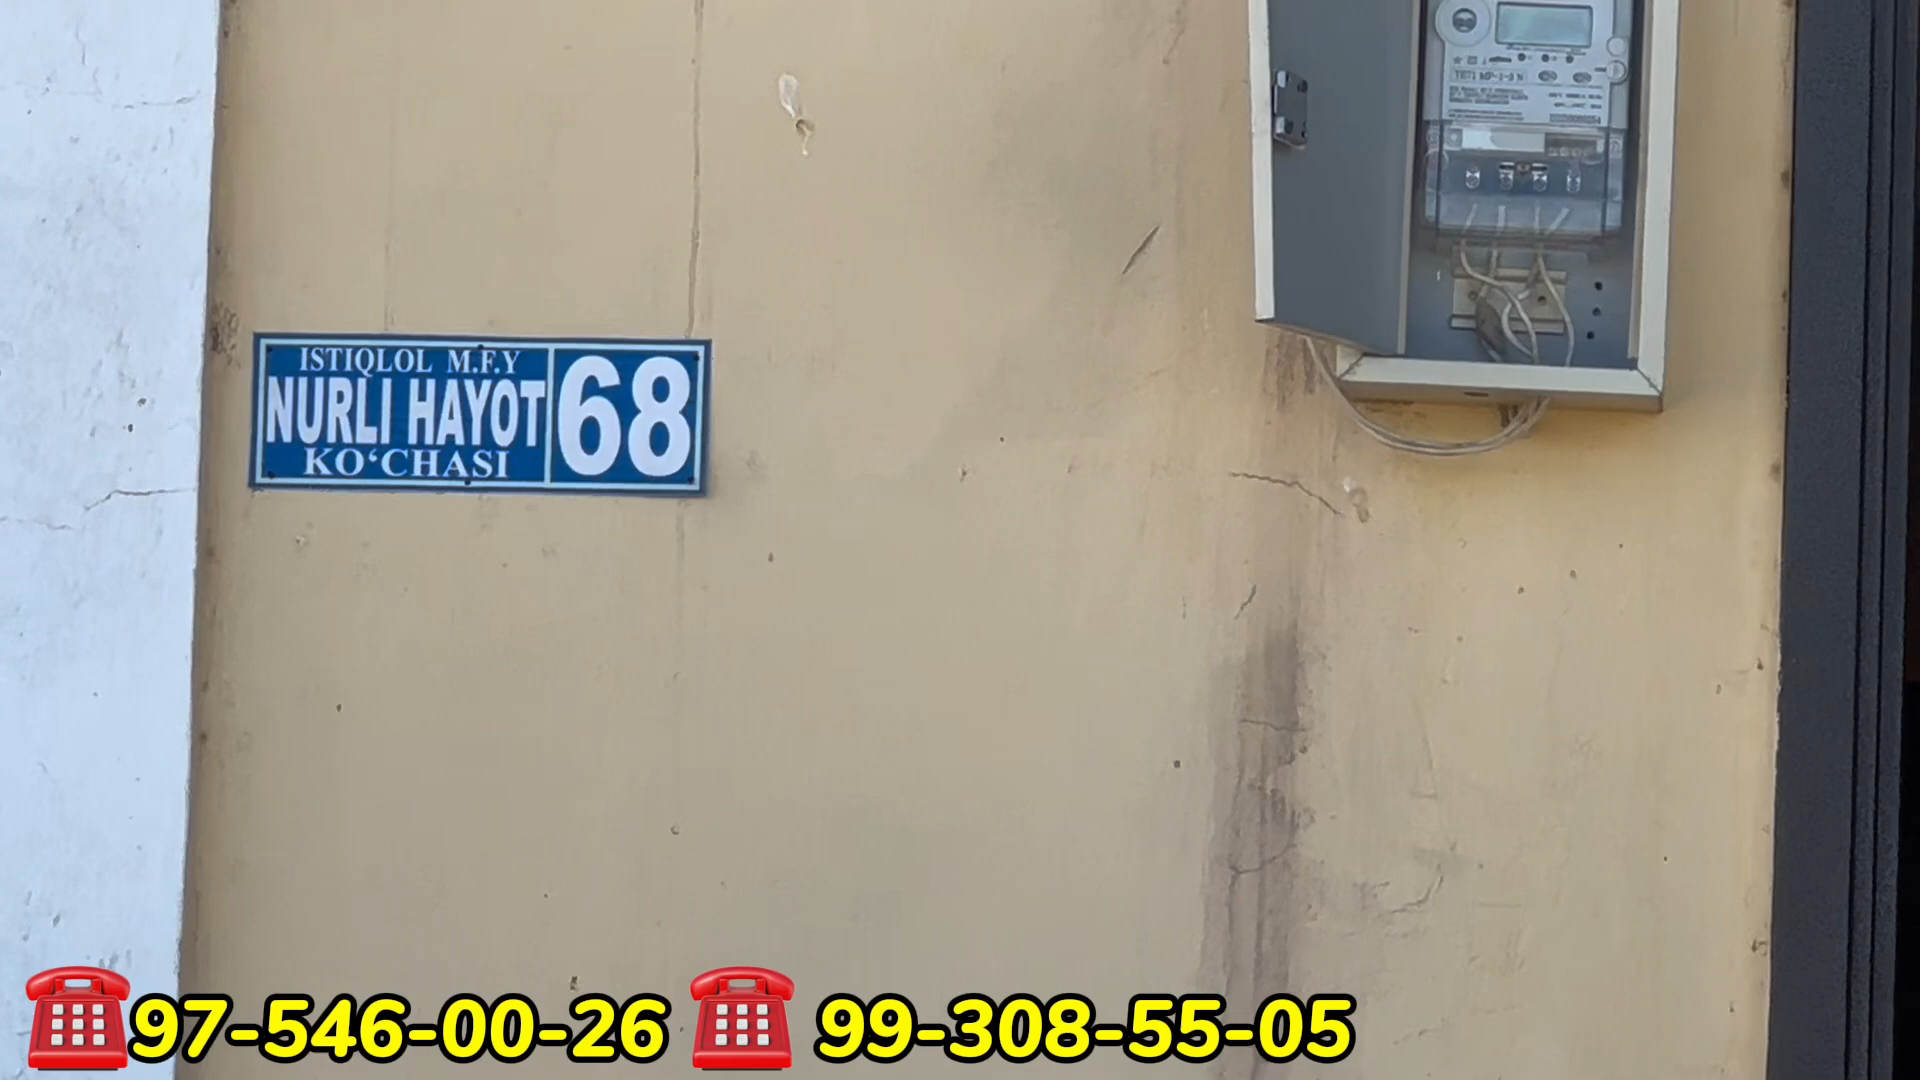 ISTIQLOL M.F.Y
NURLI HAYOT
KO‘CHASI
68
97-546-00-26
99-308-55-05